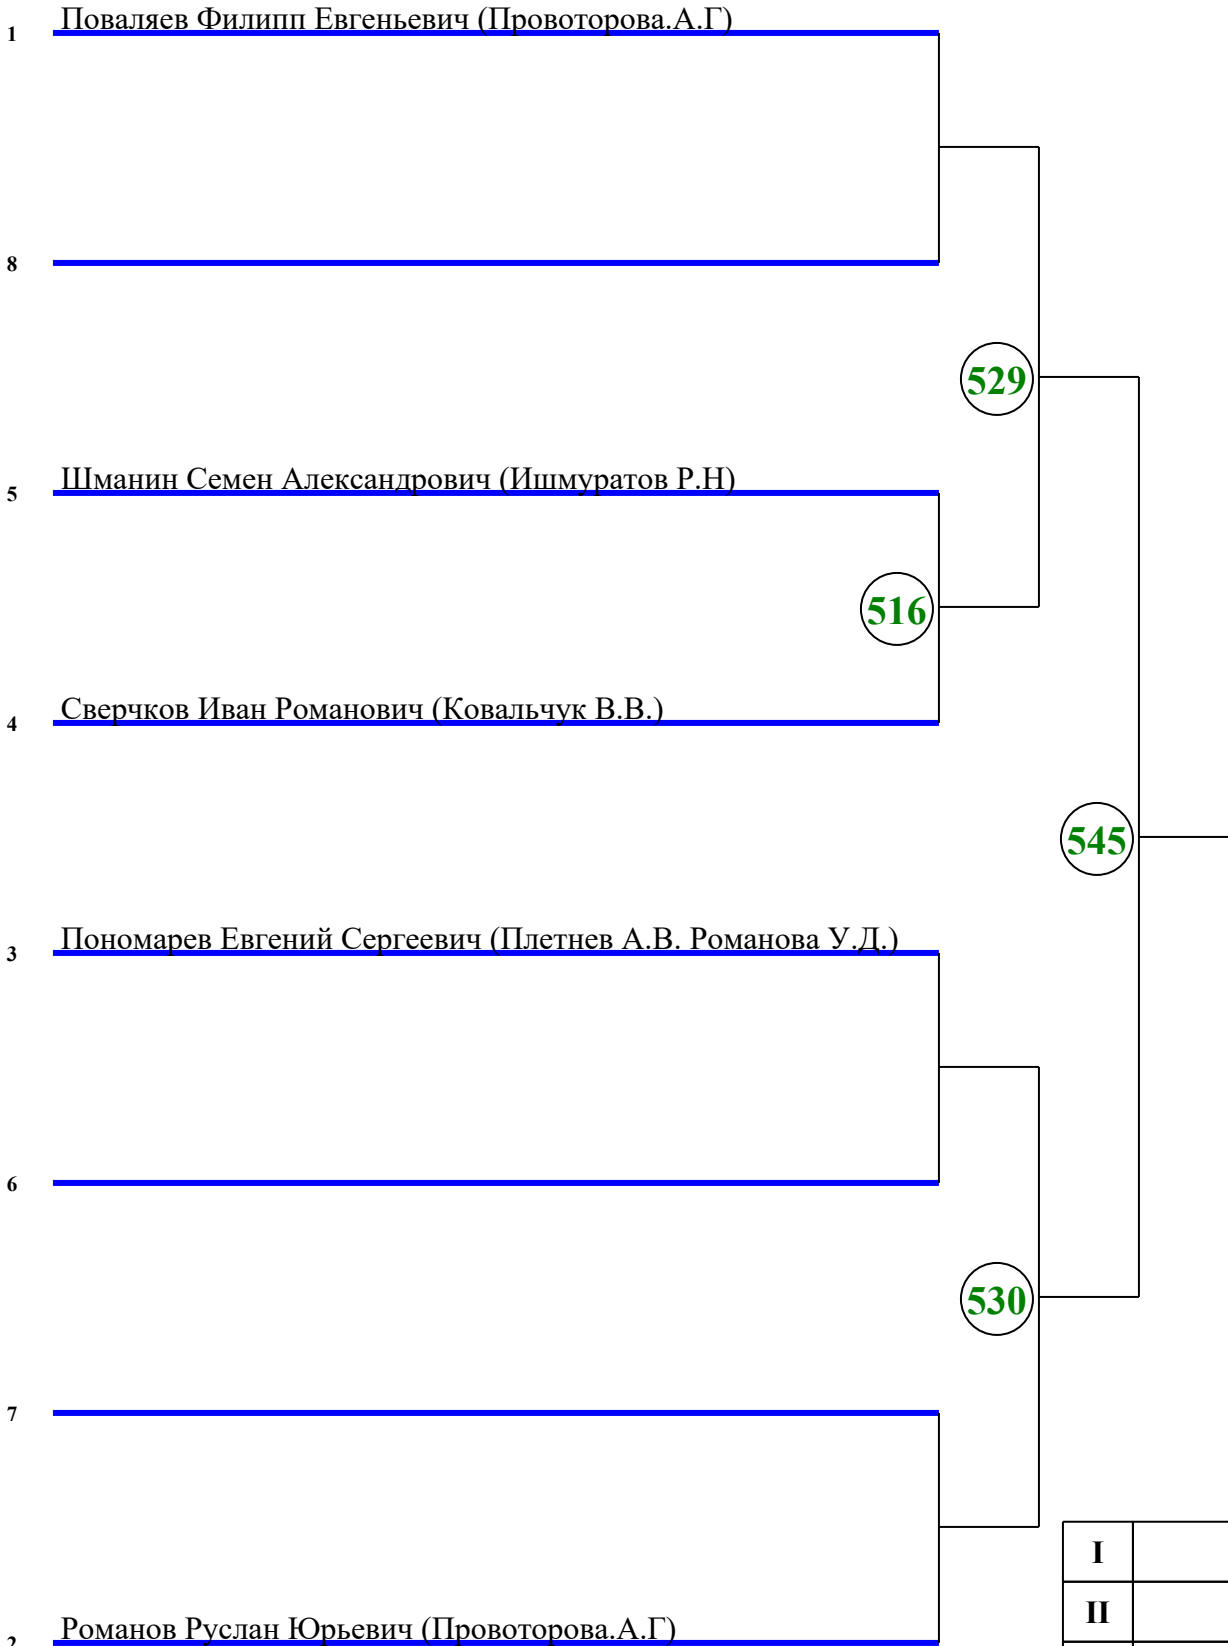 Поваляев Филипп Евгеньевич (Провоторова.А.Г)
1
8
529
Шманин Семен Александрович (Ишмуратов Р.Н)
5
516
Сверчков Иван Романович (Ковальчук В.В.)
4
545
Пономарев Евгений Сергеевич (Плетнев А.В. Романова У.Д.)
3
6
530
7
I
II
Романов Руслан Юрьевич (Провоторова.А.Г)
2